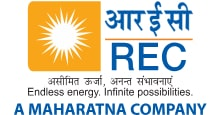 आर ई सी
REC
असीमित ऊर्जा, अनन्त संभावनाएं
Endless energy. Infinite possibilities.
A MAHARATNA COMPANY